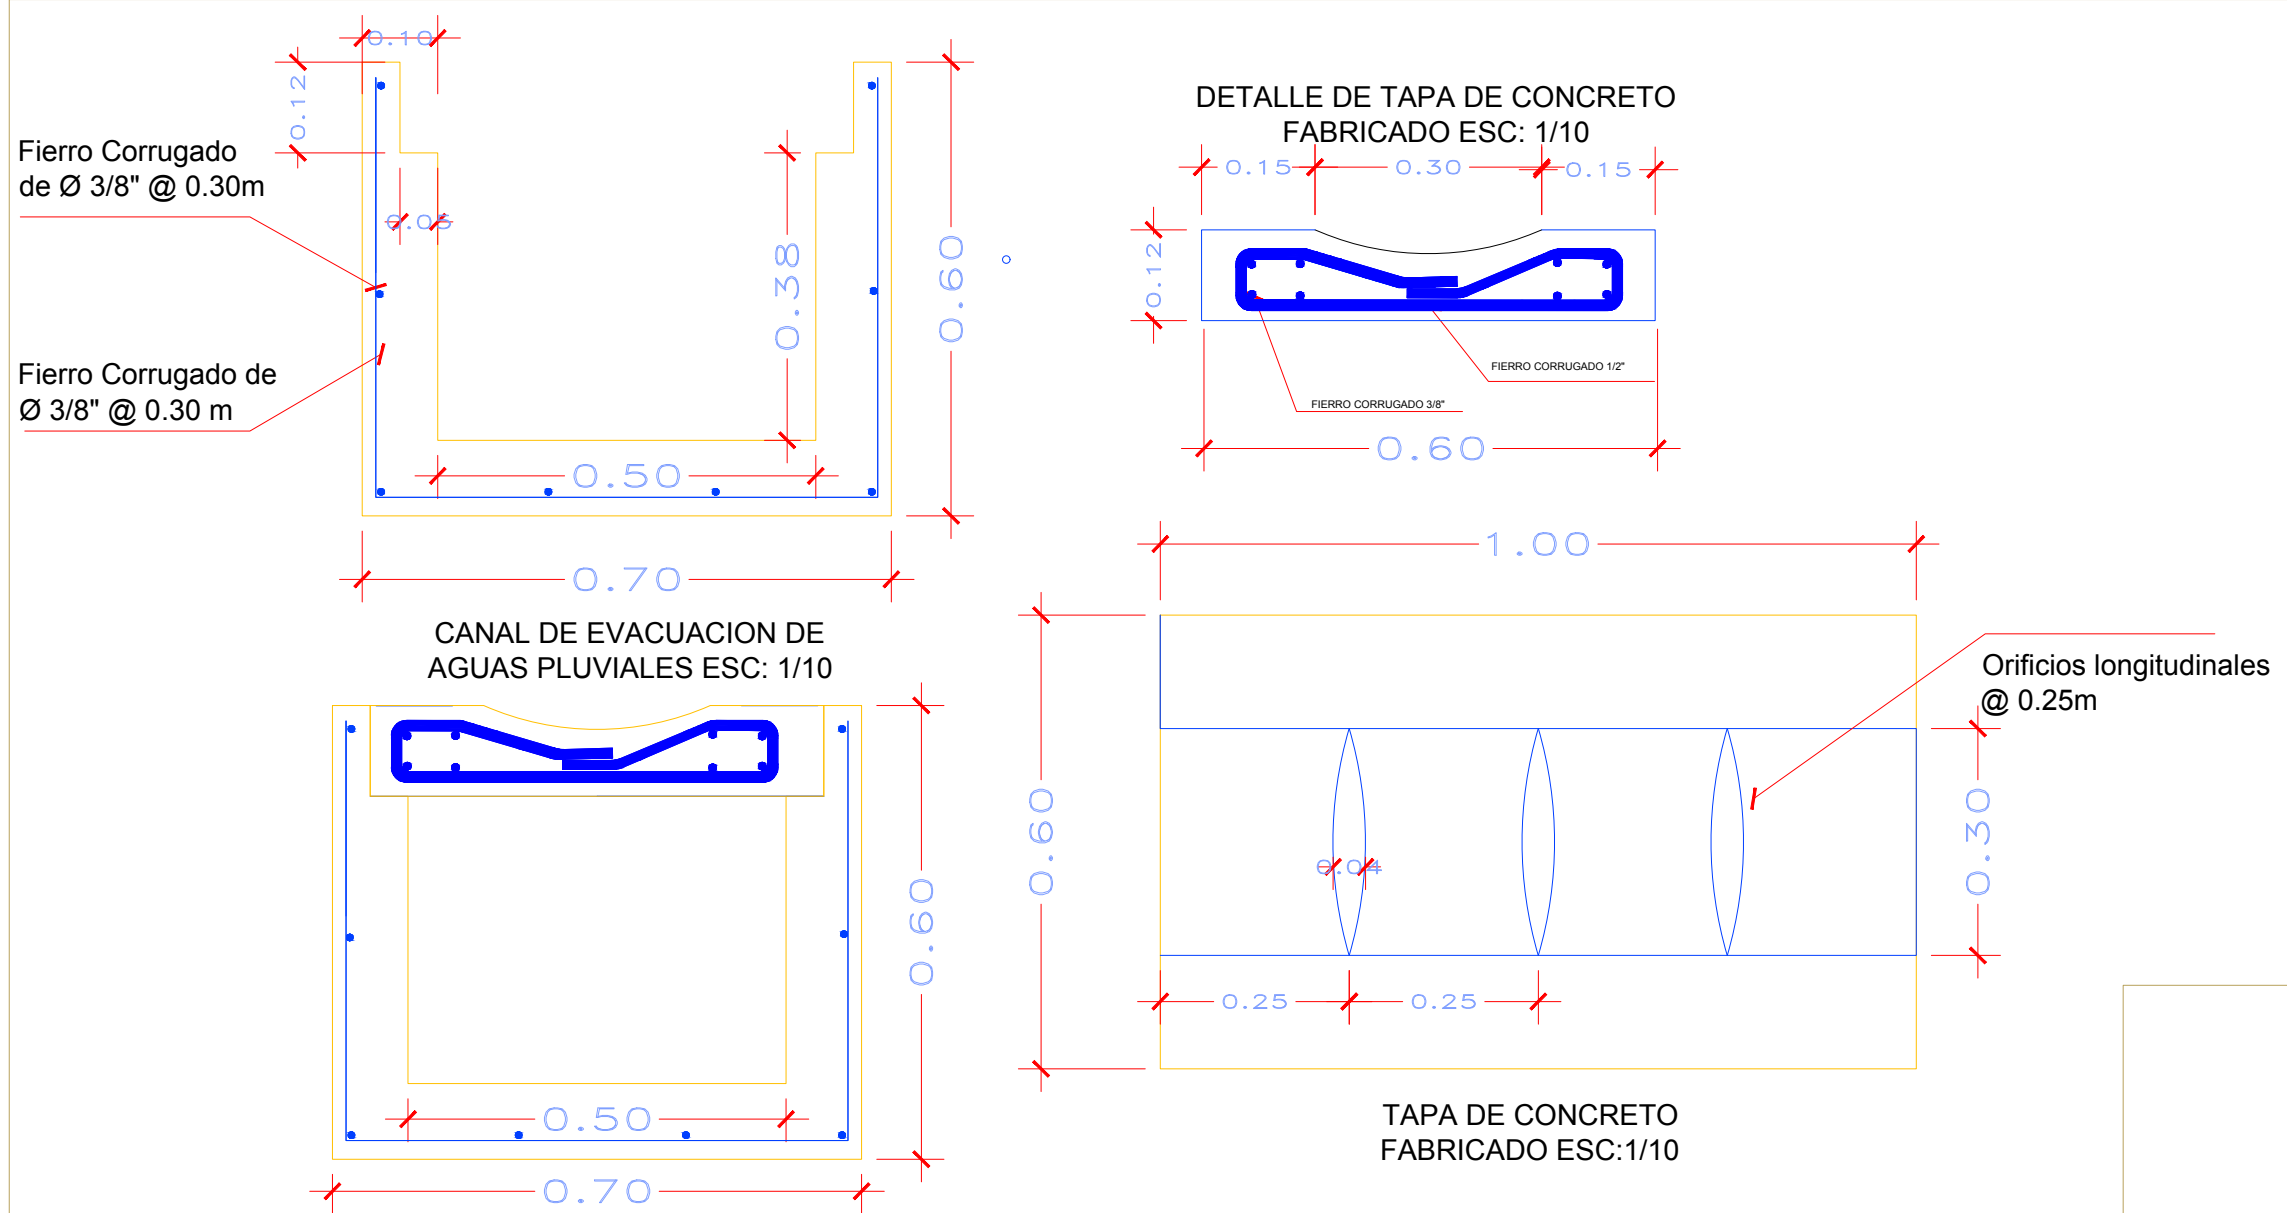 0.10
0.12
Fierro Corrugado
de Ø 3/8" @ 0.30m
0.05
0.38
0.60
Fierro Corrugado de
Ø 3/8" @ 0.30 m
0.50
0.70
CANAL DE EVACUACION DE
AGUAS PLUVIALES ESC: 1/10
0.60
0.50
0.70
DETALLE DE TAPA DE CONCRETO
FABRICADO ESC: 1/10
0.15 0.30 0.15
0.12
FIERRO CORRUGADO 1/2"
FIERRO CORRUGADO 3/8"
0.60
1.00
Orificios longitudinales
@ 0.25m
0.60
0.30
0.04
0.25 0.25
TAPA DE CONCRETO
FABRICADO ESC:1/10